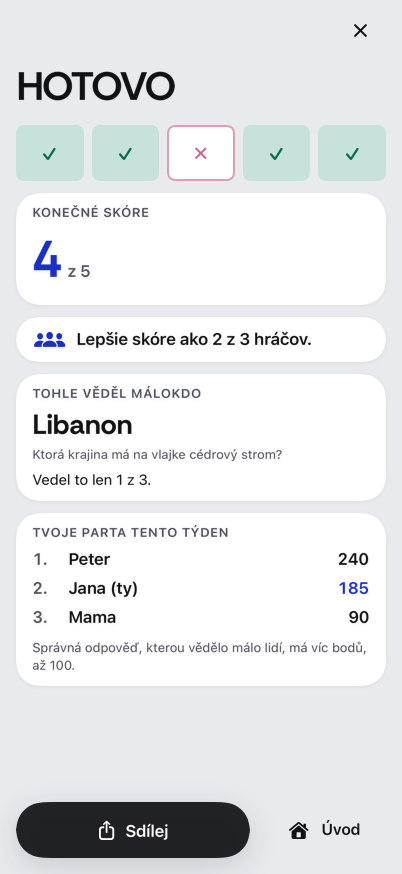 HOTOVO
KONEČNÉ SKÓRE
4 z 5
Lepšie skóre ako 2 z 3 hráčov.
TOHLE VĚDĚL MÁLOKDO
Libanon
Ktorá krajina má na vlajke cédrový strom?
Vedel to len 1 z 3.
TVOJE PARTA TENTO TÝDEN
1. Peter 240
2. Jana (ty) 185
3. Mama 90
Správná odpověď, kterou vědělo málo lidí, má víc bodů,
až 100.
Sdílej
Úvod